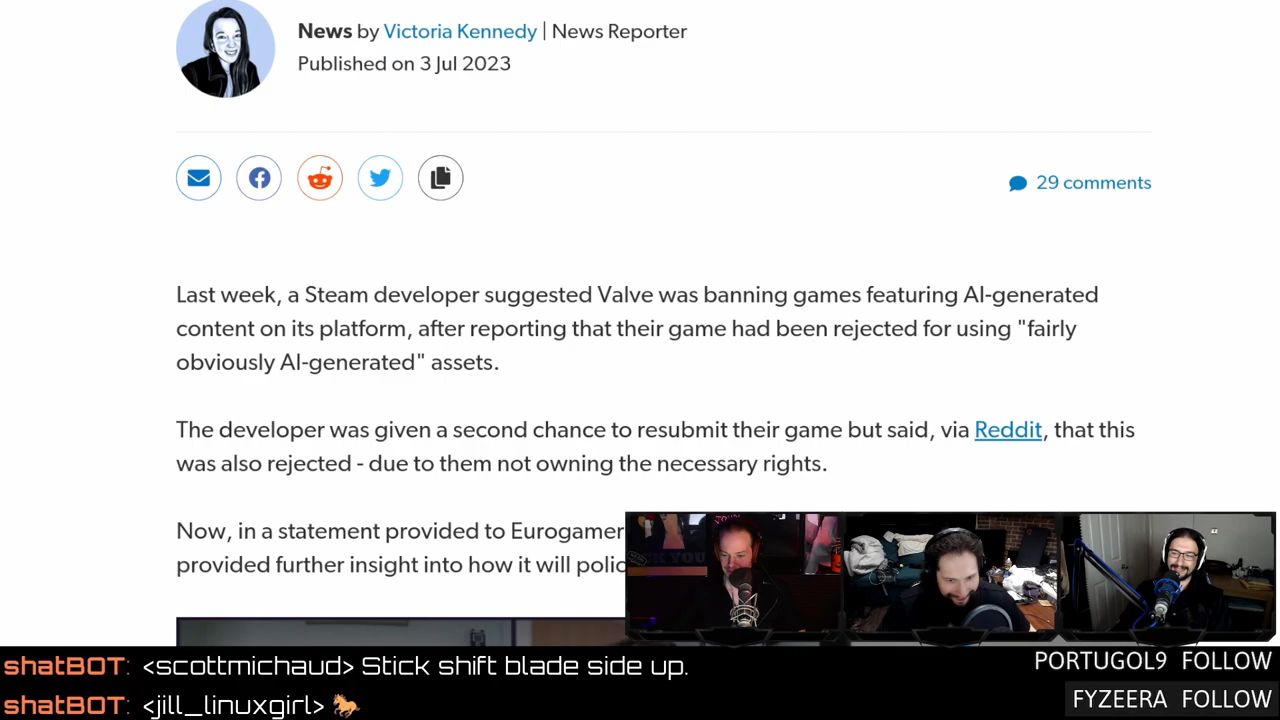 News by Victoria Kennedy | News Reporter
Published on 3 Jul 2023
29 comments
Last week, a Steam developer suggested Valve was banning games featuring AI-generated
content on its platform, after reporting that their game had been rejected for using "fairly
obviously AI-generated" assets.
The developer was given a second chance to resubmit their game but said, via Reddit, that this
was also rejected - due to them not owning the necessary rights.
Now, in a statement provided to Eurogamer
provided further insight into how it will
shatBOT: <scottmichaud> Stick shift blade side up.
PORTUGOL9 FOLLOW
shatBOT: <jill_linuxgirl> 🐎
FYZEERA FOLLOW